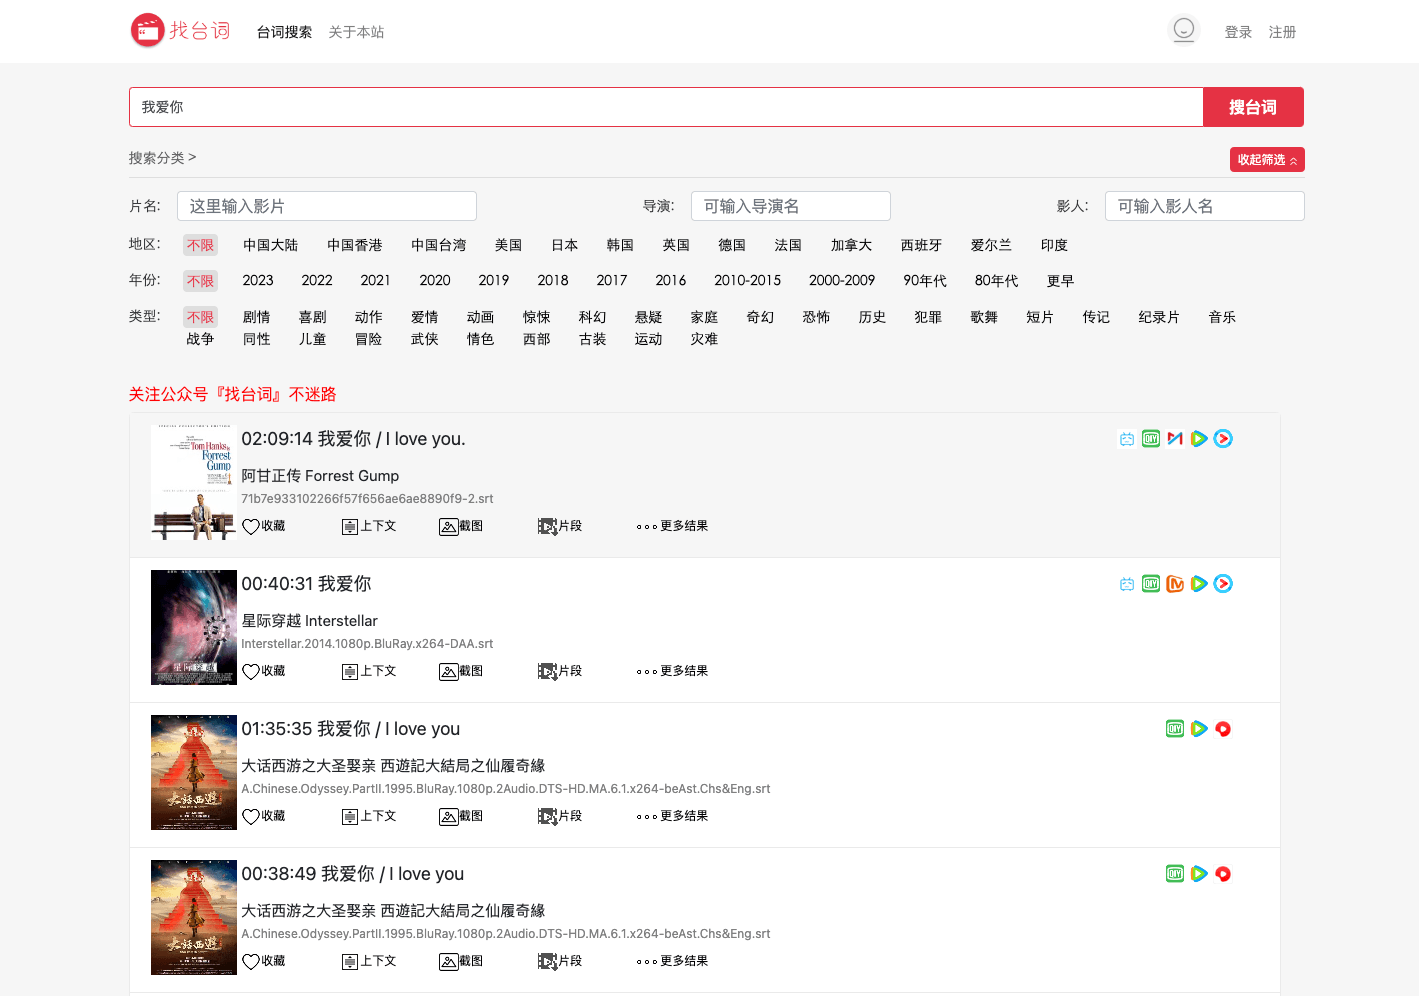 找台词 台词搜索 关于本站 登录 注册
我爱你 搜台词
搜索分类 > 收起筛选
片名: 这里输入影片 导演: 可输入导演名 影人: 可输入影人名
地区: 不限 中国大陆 中国香港 中国台湾 美国 日本 韩国 英国 德国 法国 加拿大 西班牙 爱尔兰 印度
年份: 不限 2023 2022 2021 2020 2019 2018 2017 2016 2010-2015 2000-2009 90年代 80年代 更早
类型: 不限 剧情 喜剧 动作 爱情 动画 惊悚 科幻 悬疑 家庭 奇幻 恐怖 历史 犯罪 歌舞 短片 传记 纪录片 音乐
战争 同性 儿童 冒险 武侠 情色 西部 古装 运动 灾难
关注公众号『找台词』不迷路
Tom Hanks is
Forrest
Gump
02:09:14 我爱你 / I love you.
阿甘正传 Forrest Gump
71b7e933102266f57f656ae6ae8890f9-2.srt
收藏 上下文 截图 片段 更多结果
星际穿越
00:40:31 我爱你
星际穿越 Interstellar
Interstellar.2014.1080p.BluRay.x264-DAA.srt
收藏 上下文 截图 片段 更多结果
大话西游
01:35:35 我爱你 / I love you
大话西游之大圣娶亲 西遊記大結局之仙履奇緣
A.Chinese.Odyssey.PartII.1995.BluRay.1080p.2Audio.DTS-HD.MA.6.1.x264-beAst.Chs&Eng.srt
收藏 上下文 截图 片段 更多结果
大话西游
00:38:49 我爱你 / I love you
大话西游之大圣娶亲 西遊記大結局之仙履奇緣
A.Chinese.Odyssey.PartII.1995.BluRay.1080p.2Audio.DTS-HD.MA.6.1.x264-beAst.Chs&Eng.srt
收藏 上下文 截图 片段 更多结果